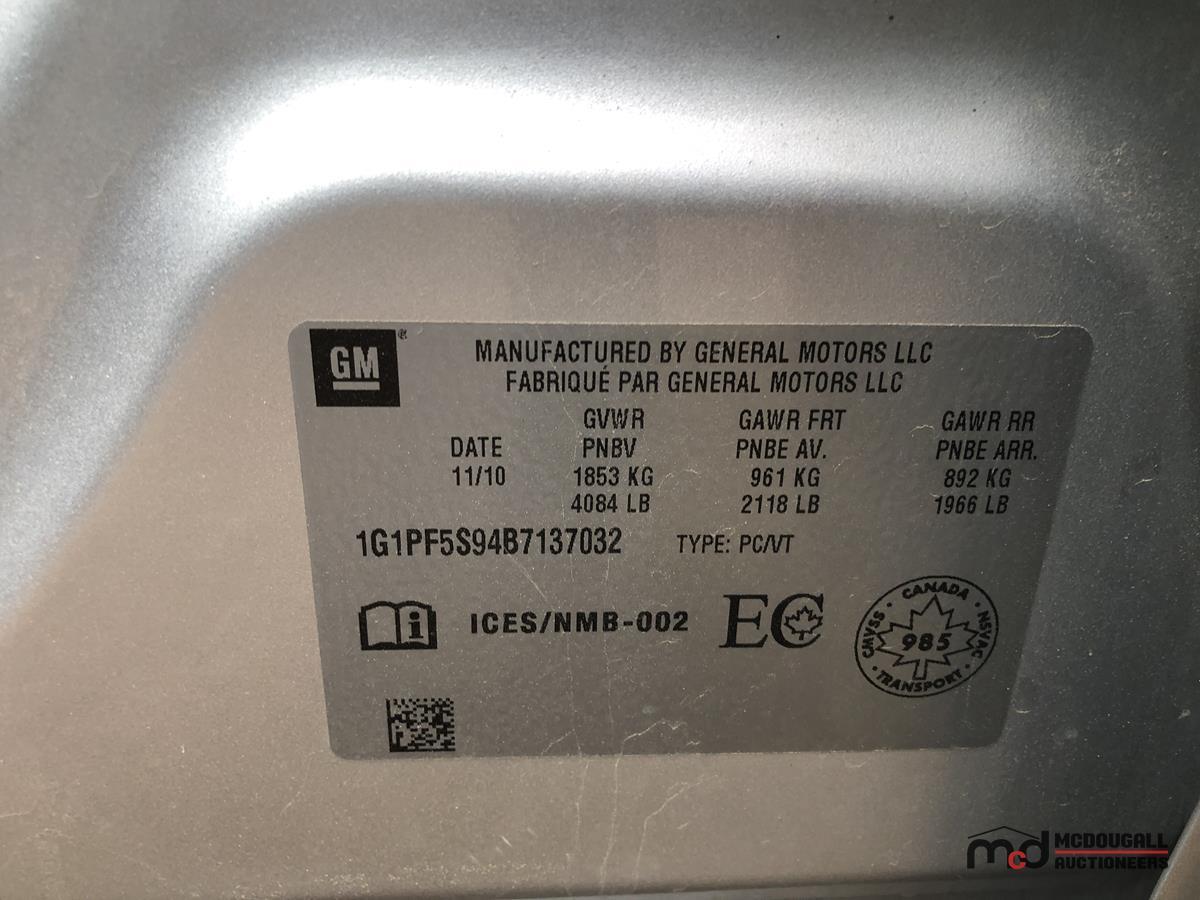 GM
MANUFACTURED BY GENERAL MOTORS LLC
FABRIQUÉ PAR GENERAL MOTORS LLC
GVWR GAWR FRT GAWR RR
DATE PNBV PNBE AV. PNBE ARR.
11/10 1853 KG 961 KG 892 KG
4084 LB 2118 LB 1966 LB
1G1PF5S94B7137032 TYPE: PC/VT
i ICES/NMB-002 EC
CANADA
CMVSS · 985 · NSVAC
TRANSPORT
mcd MCDOUGALL
AUCTIONEERS